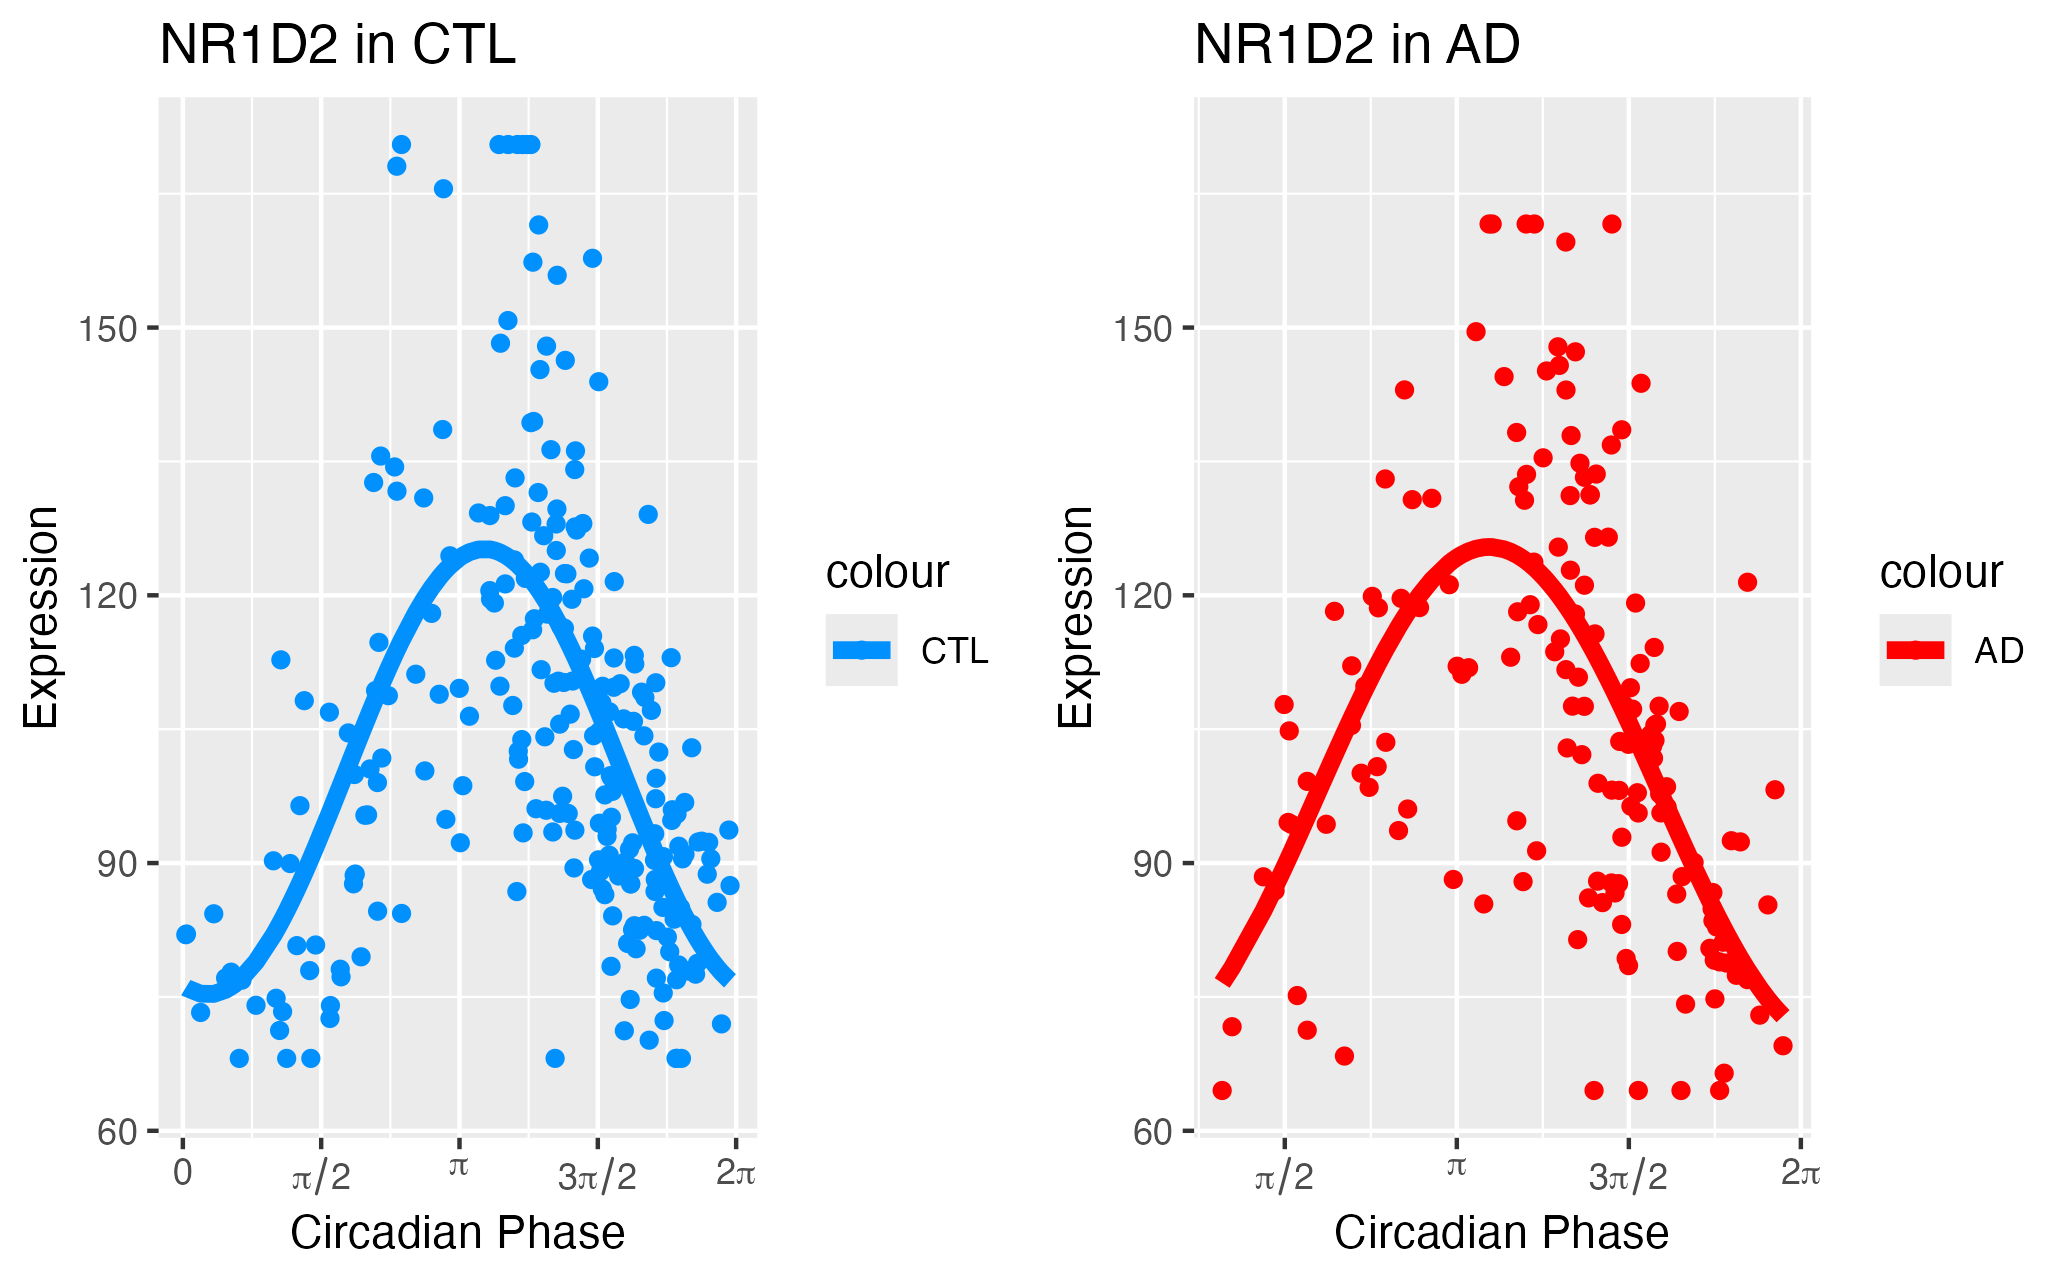 NR1D2 in CTL
Expression
150
120
90
60
0 π/2 π 3π/2 2π
Circadian Phase
colour
CTL
NR1D2 in AD
Expression
150
120
90
60
π/2 π 3π/2 2π
Circadian Phase
colour
AD